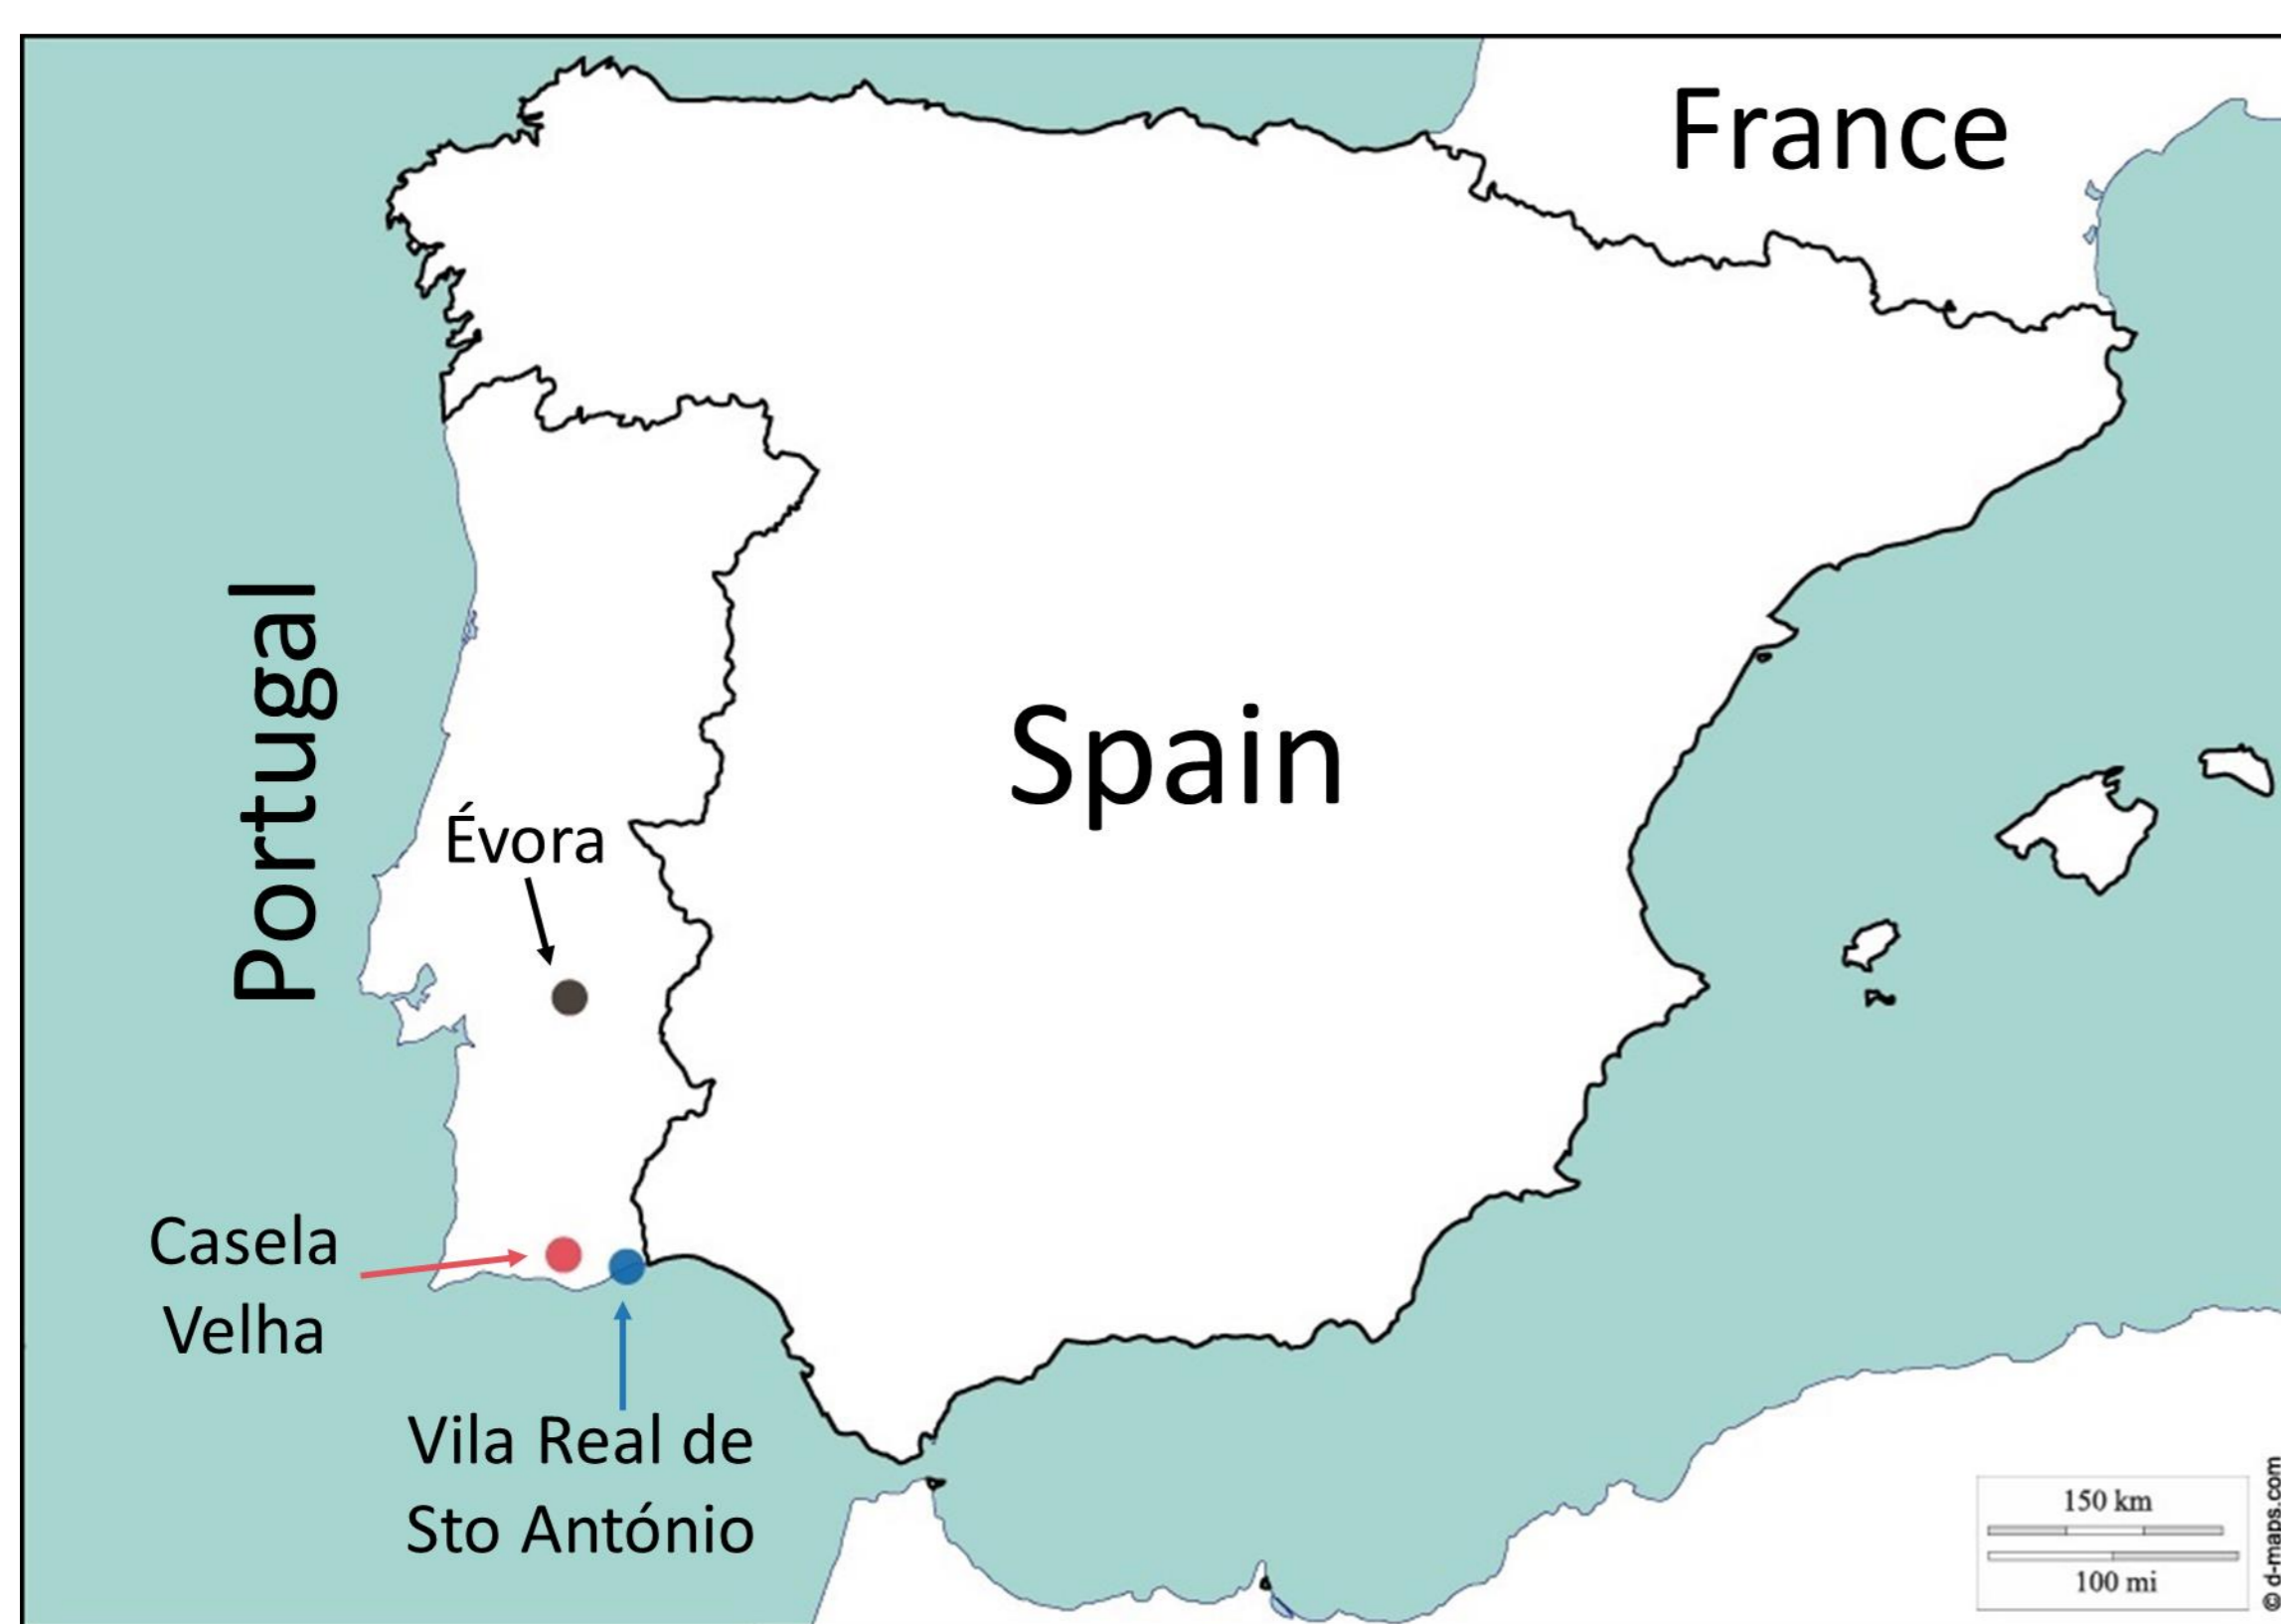 France
Portugal
Spain
Évora
Casela
Velha
Vila Real de
Sto António
150 km
100 mi
© d-maps.com